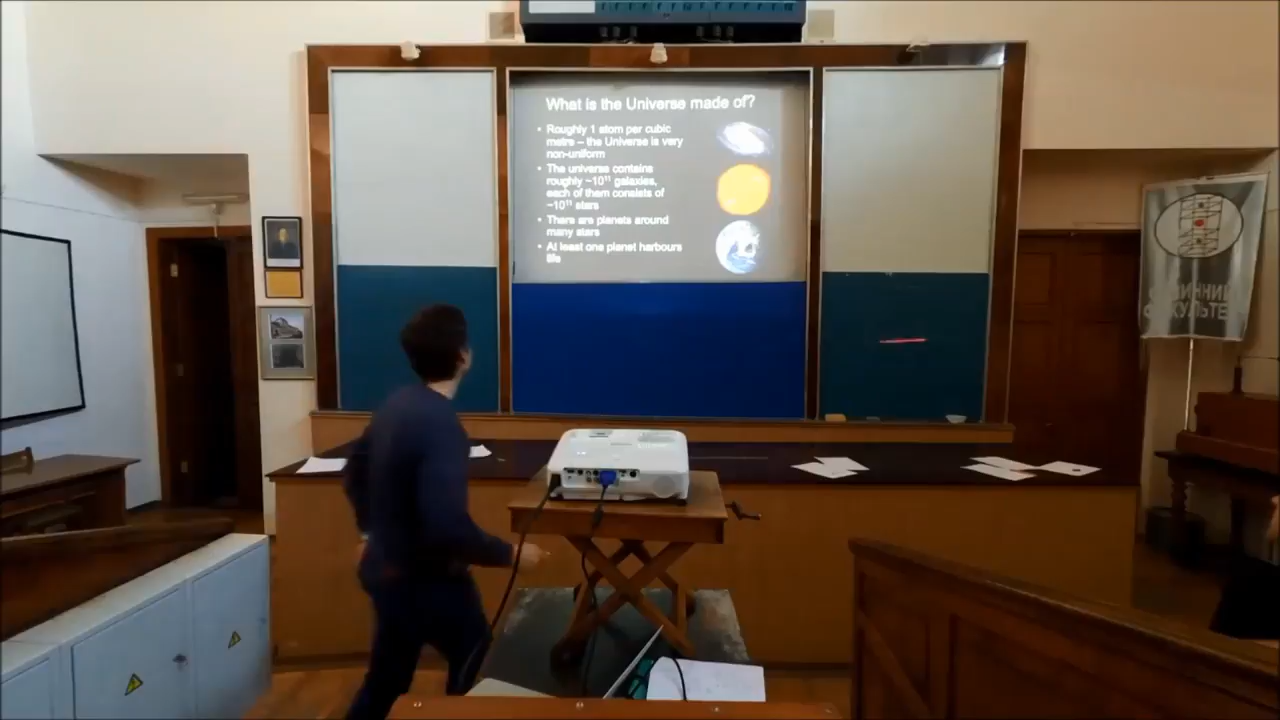 What is the Universe made of?
• Roughly 1 atom per cubic
metre – the Universe is very
non-uniform
• The universe contains
roughly ~10¹¹ galaxies,
each of them consists of
~10¹¹ stars
• There are planets around
many stars
• At least one planet harbours
life
ФАКУЛЬТЕТ